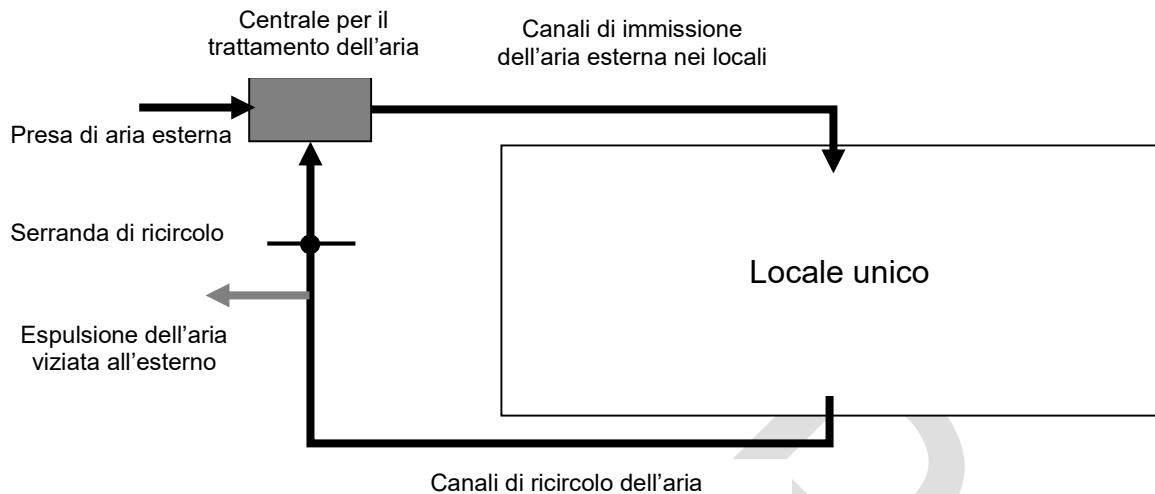 Centrale per il
trattamento dell’aria
Canali di immissione
dell’aria esterna nei locali
Presa di aria esterna
Serranda di ricircolo
Locale unico
Espulsione dell’aria
viziata all’esterno
Canali di ricircolo dell’aria